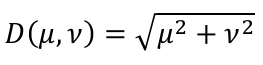 D(μ,ν) = √(μ² + ν²)